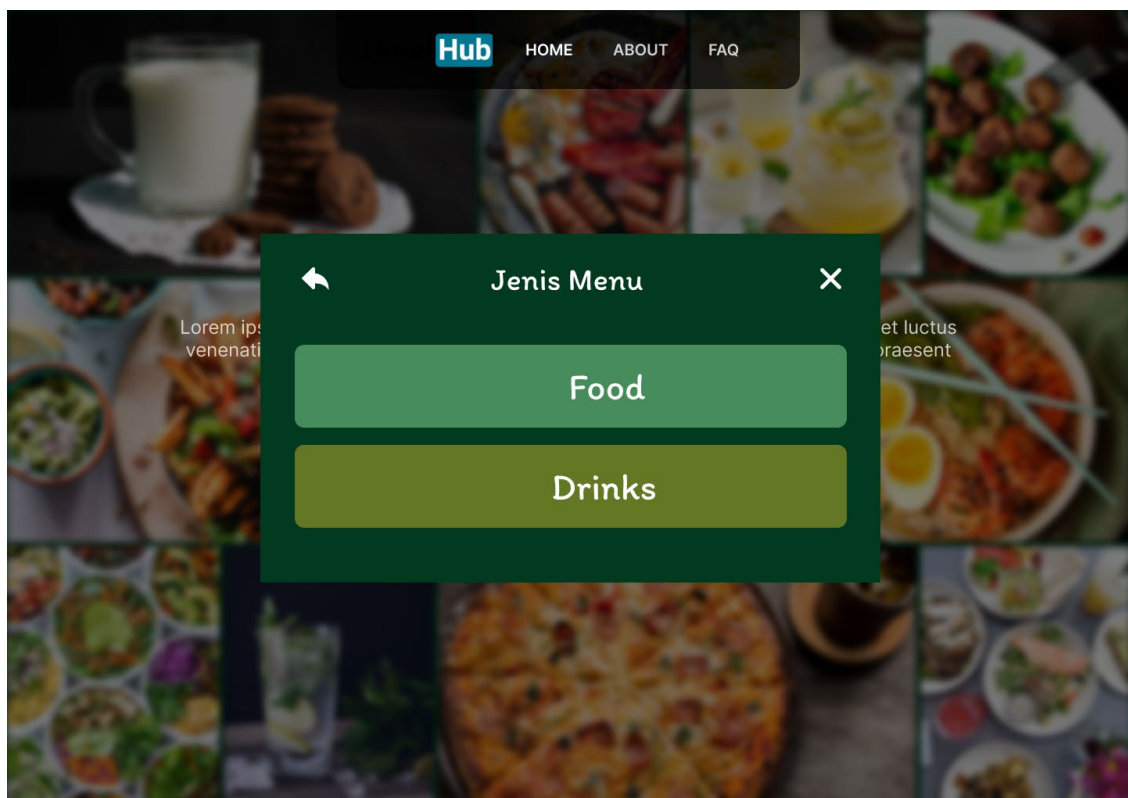 Hub HOME ABOUT FAQ
Jenis Menu
Lorem ips
et luctus
venenati
praesent
Food
Drinks